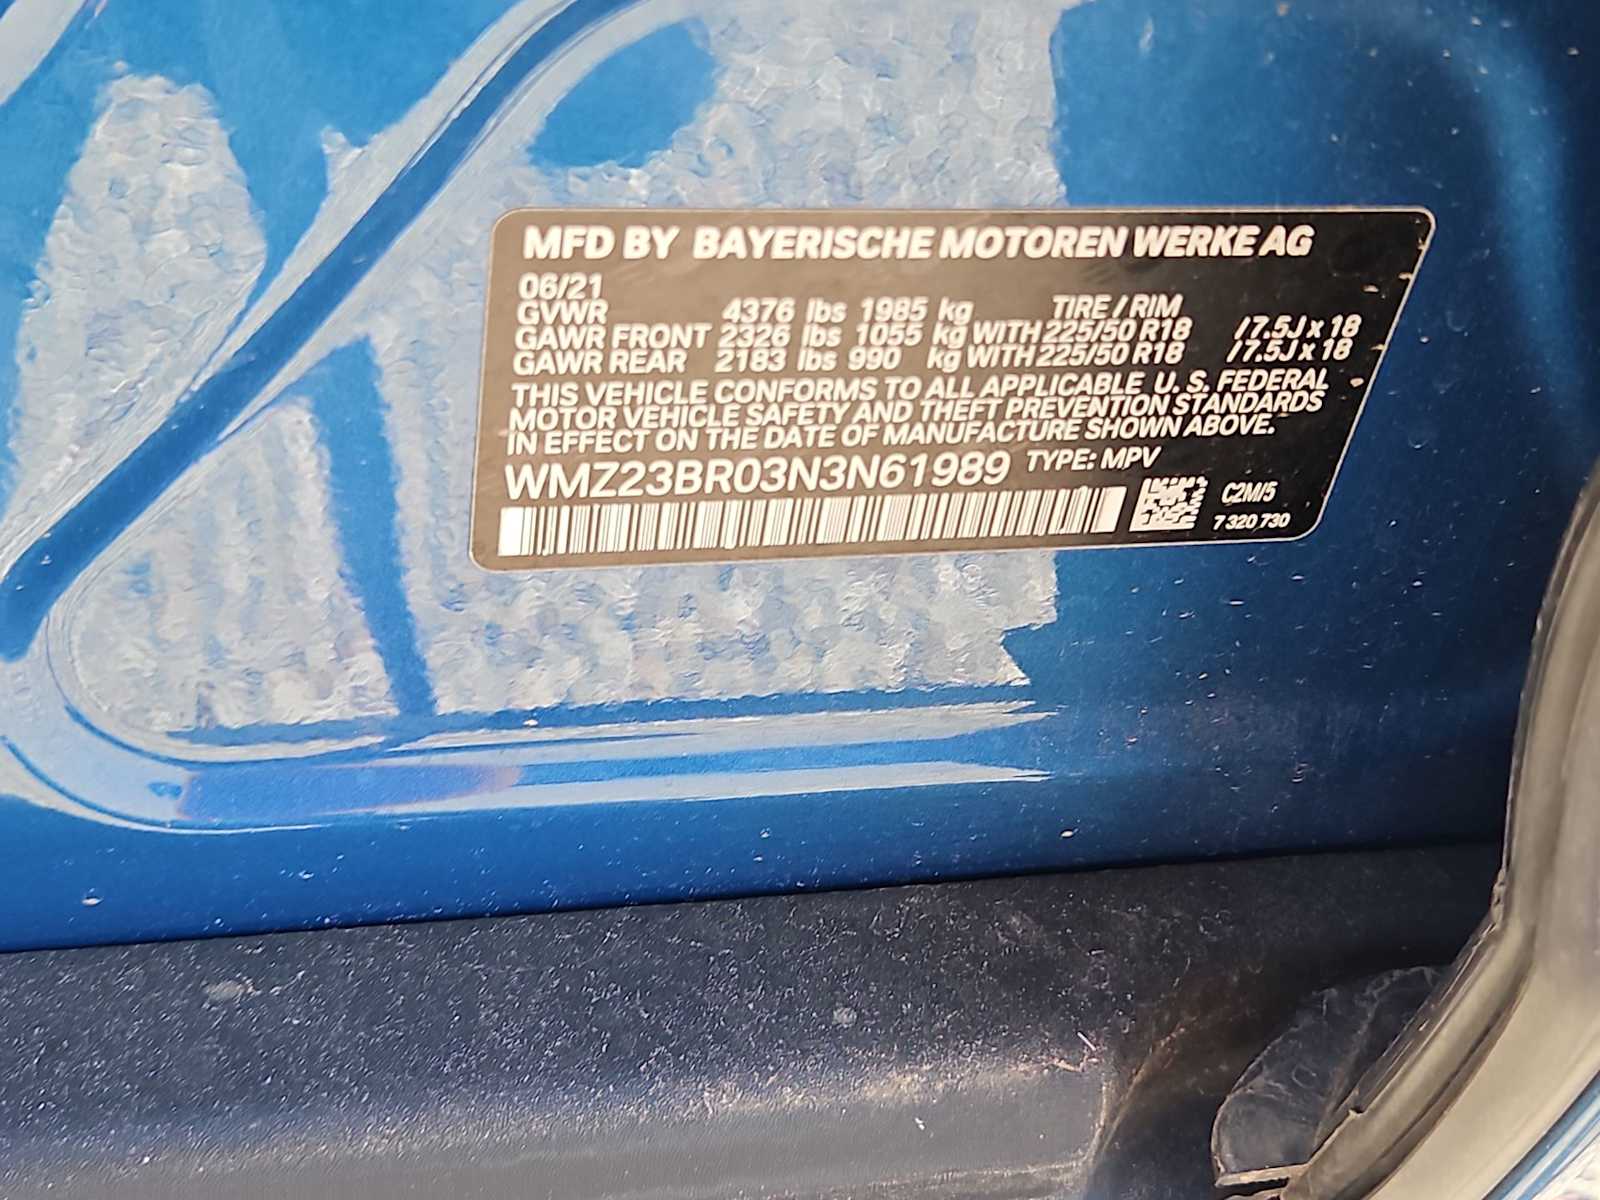 MFD BY BAYERISCHE MOTOREN WERKE AG
06/21
GVWR 4376 lbs 1985 kg TIRE / RIM
GAWR FRONT 2326 lbs 1055 kg WITH 225/50 R18 /7.5J x 18
GAWR REAR 2183 lbs 990 kg WITH 225/50 R18 /7.5J x 18
THIS VEHICLE CONFORMS TO ALL APPLICABLE U. S. FEDERAL
MOTOR VEHICLE SAFETY AND THEFT PREVENTION STANDARDS
IN EFFECT ON THE DATE OF MANUFACTURE SHOWN ABOVE.
WMZ23BR03N3N61989 TYPE: MPV
C2M/5
7 320 730